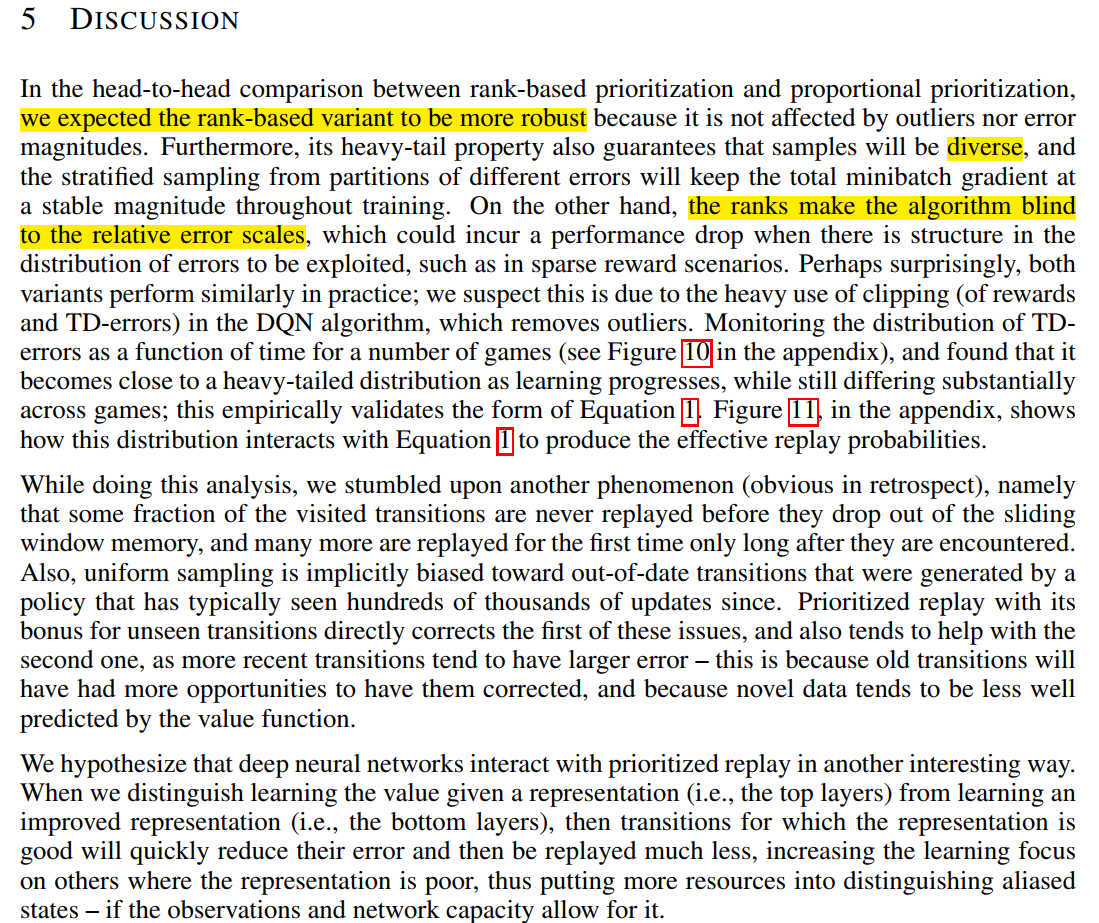 5 DISCUSSION
In the head-to-head comparison between rank-based prioritization and proportional prioritization,
we expected the rank-based variant to be more robust because it is not affected by outliers nor error
magnitudes. Furthermore, its heavy-tail property also guarantees that samples will be diverse, and
the stratified sampling from partitions of different errors will keep the total minibatch gradient at
a stable magnitude throughout training. On the other hand, the ranks make the algorithm blind
to the relative error scales, which could incur a performance drop when there is structure in the
distribution of errors to be exploited, such as in sparse reward scenarios. Perhaps surprisingly, both
variants perform similarly in practice; we suspect this is due to the heavy use of clipping (of rewards
and TD-errors) in the DQN algorithm, which removes outliers. Monitoring the distribution of TD-
errors as a function of time for a number of games (see Figure 10 in the appendix), and found that it
becomes close to a heavy-tailed distribution as learning progresses, while still differing substantially
across games; this empirically validates the form of Equation 1. Figure 11, in the appendix, shows
how this distribution interacts with Equation 1 to produce the effective replay probabilities.
While doing this analysis, we stumbled upon another phenomenon (obvious in retrospect), namely
that some fraction of the visited transitions are never replayed before they drop out of the sliding
window memory, and many more are replayed for the first time only long after they are encountered.
Also, uniform sampling is implicitly biased toward out-of-date transitions that were generated by a
policy that has typically seen hundreds of thousands of updates since. Prioritized replay with its
bonus for unseen transitions directly corrects the first of these issues, and also tends to help with the
second one, as more recent transitions tend to have larger error – this is because old transitions will
have had more opportunities to have them corrected, and because novel data tends to be less well
predicted by the value function.
We hypothesize that deep neural networks interact with prioritized replay in another interesting way.
When we distinguish learning the value given a representation (i.e., the top layers) from learning an
improved representation (i.e., the bottom layers), then transitions for which the representation is
good will quickly reduce their error and then be replayed much less, increasing the learning focus
on others where the representation is poor, thus putting more resources into distinguishing aliased
states – if the observations and network capacity allow for it.